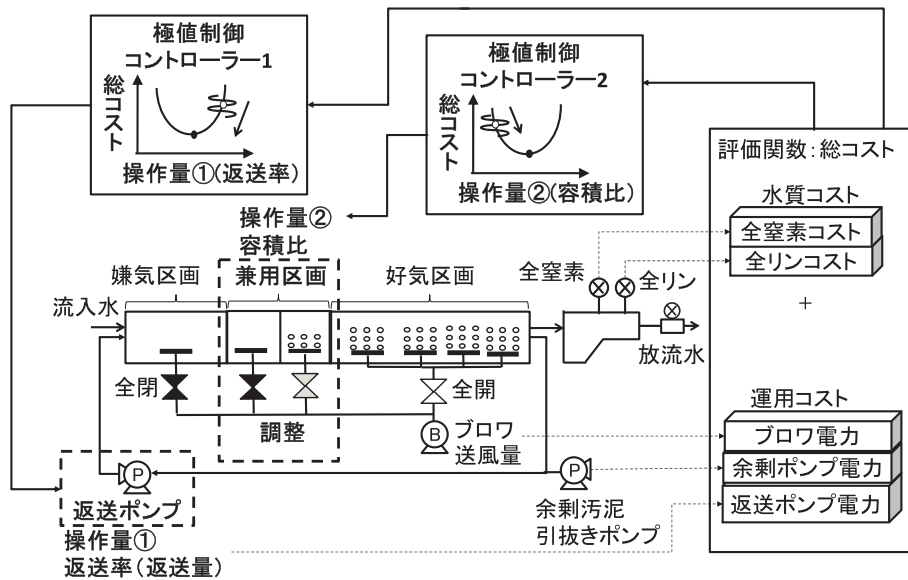 極値制御
コントローラー1
総コスト
操作量①(返送率)
極値制御
コントローラー2
総コスト
操作量②(容積比)
操作量②
容積比
評価関数:総コスト
水質コスト
全窒素コスト
全リンコスト
+
運用コスト
ブロワ電力
余剰ポンプ電力
返送ポンプ電力
嫌気区画
兼用区画
好気区画
全窒素
全リン
流入水
放流水
全閉
調整
全開
B
ブロワ
送風量
P
返送ポンプ
P
余剰汚泥
引抜きポンプ
操作量①
返送率(返送量)